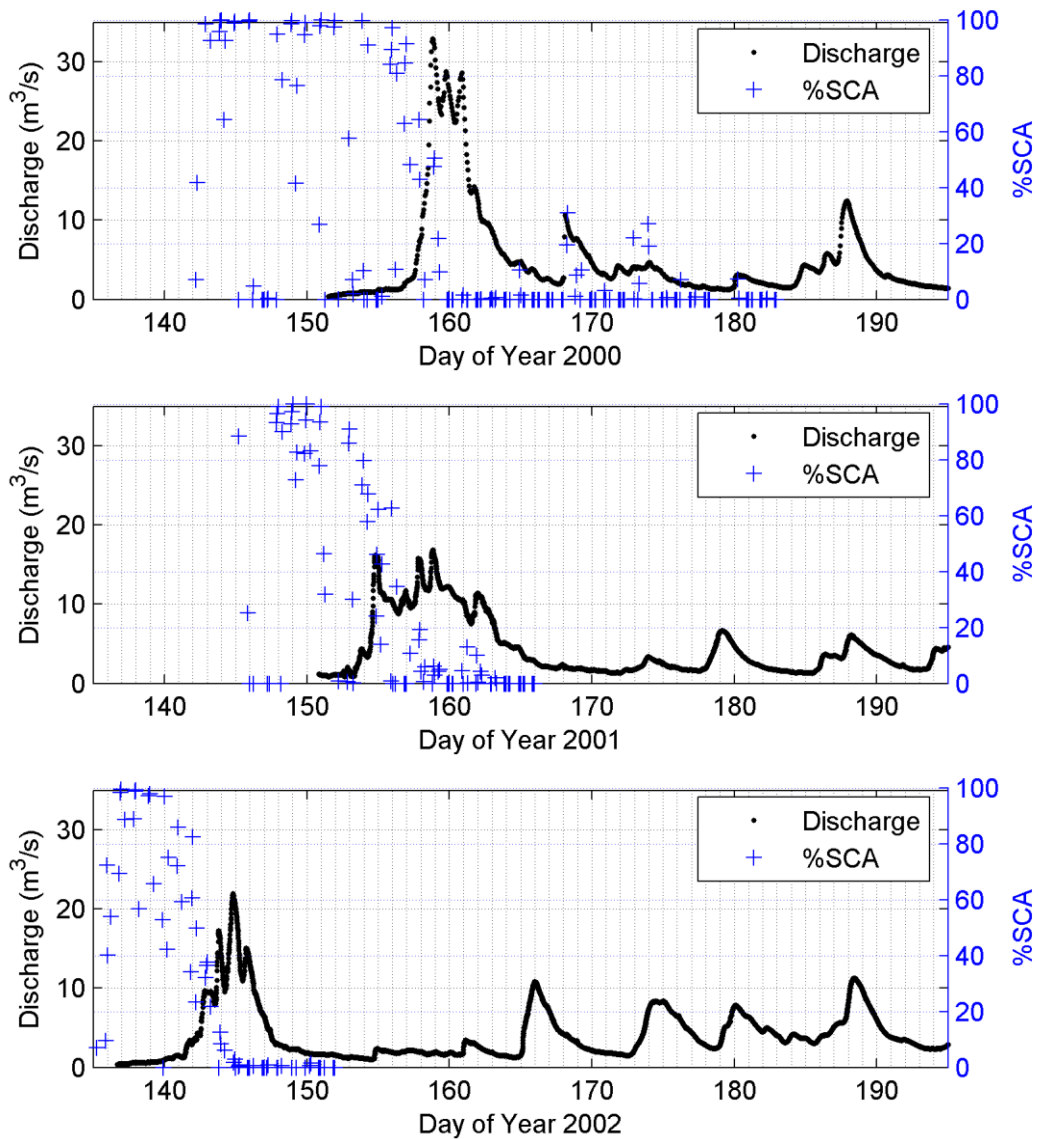 100
30
Discharge
80
%SCA
60
20
40
10
20
0
0
140 150 160 170 180 190
Discharge (m³/s)
%SCA
Day of Year 2000
100
30
Discharge
80
%SCA
60
20
40
10
20
0
0
140 150 160 170 180 190
Discharge (m³/s)
%SCA
Day of Year 2001
100
30
Discharge
80
%SCA
60
20
40
10
20
0
0
140 150 160 170 180 190
Discharge (m³/s)
%SCA
Day of Year 2002